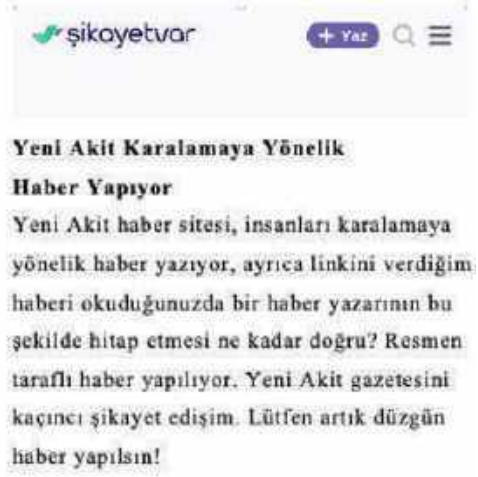 şikayetvar
+ Yaz
Yeni Akit Karalamaya Yönelik
Haber Yapıyor
Yeni Akit haber sitesi, insanları karalamaya
yönelik haber yazıyor, ayrıca linkini verdiğim
haberi okuduğunuzda bir haber yazarının bu
şekilde hitap etmesi ne kadar doğru? Resmen
taraflı haber yapılıyor. Yeni Akit gazetesini
kaçıncı şikayet edişim. Lütfen artık düzgün
haber yapılsın!